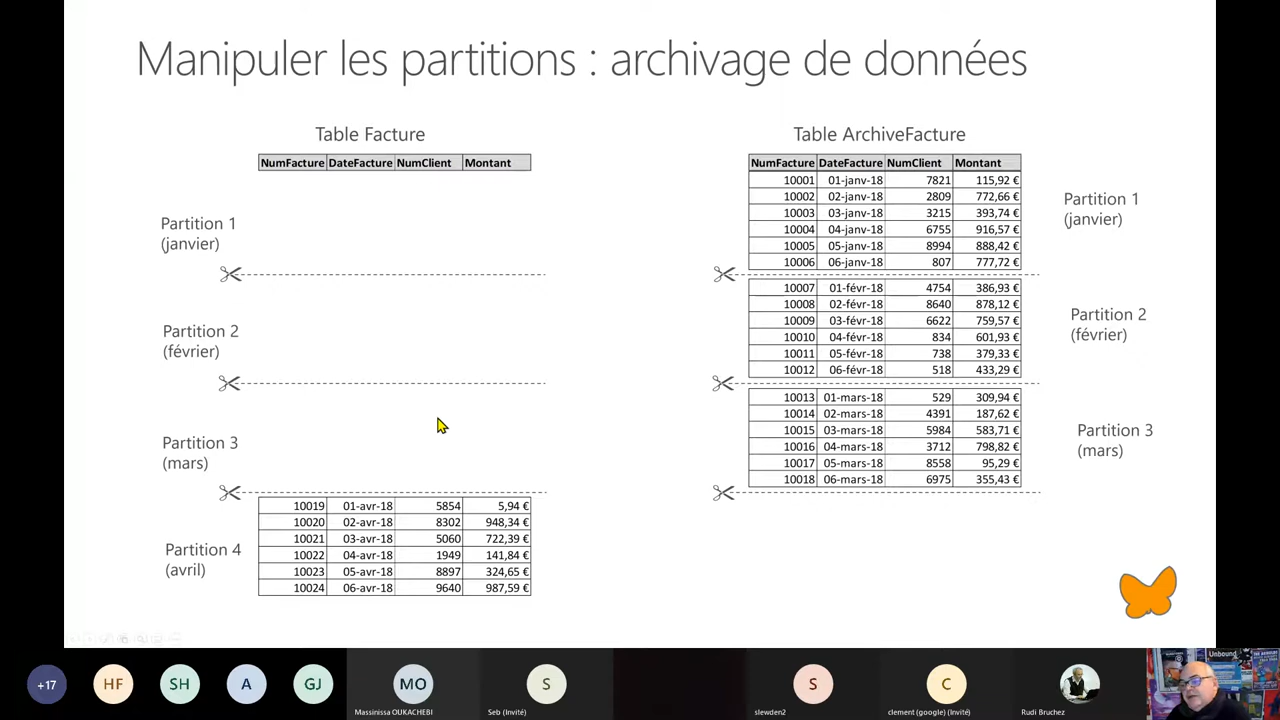 Manipuler les partitions : archivage de données
Table Facture
NumFacture DateFacture NumClient Montant
Partition 1
(janvier)
Partition 2
(février)
Partition 3
(mars)
Partition 4
(avril)
10019 01-avr-18 5854 5,94 €
10020 02-avr-18 8302 948,34 €
10021 03-avr-18 5060 722,39 €
10022 04-avr-18 1949 141,84 €
10023 05-avr-18 8897 324,65 €
10024 06-avr-18 9640 987,59 €
Table ArchiveFacture
NumFacture DateFacture NumClient Montant
10001 01-janv-18 7821 115,92 €
10002 02-janv-18 2809 772,66 €
10003 03-janv-18 3215 393,74 €
10004 04-janv-18 6755 916,57 €
10005 05-janv-18 8994 888,42 €
10006 06-janv-18 807 777,72 €
Partition 1
(janvier)
10007 01-févr-18 4754 386,93 €
10008 02-févr-18 8640 878,12 €
10009 03-févr-18 6622 759,57 €
10010 04-févr-18 834 601,93 €
10011 05-févr-18 738 379,33 €
10012 06-févr-18 518 433,29 €
Partition 2
(février)
10013 01-mars-18 529 309,94 €
10014 02-mars-18 4391 187,62 €
10015 03-mars-18 5984 583,71 €
10016 04-mars-18 3712 798,82 €
10017 05-mars-18 8558 95,29 €
10018 06-mars-18 6975 355,43 €
Partition 3
(mars)
+17
HF
SH
A
GJ
MO
Massinissa OUKACHEBI
S
Seb (Invité)
S
slewden2
C
clement (google) (Invité)
Rudi Bruchez
Unbound